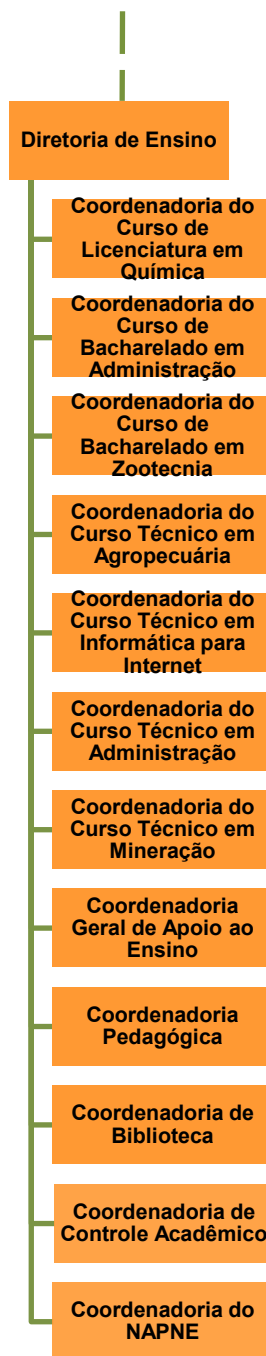 Diretoria de Ensino
Coordenadoria do
Curso de
Licenciatura em
Química
Coordenadoria do
Curso de
Bacharelado em
Administração
Coordenadoria do
Curso de
Bacharelado em
Zootecnia
Coordenadoria do
Curso Técnico em
Agropecuária
Coordenadoria do
Curso Técnico em
Informática para
Internet
Coordenadoria do
Curso Técnico em
Administração
Coordenadoria do
Curso Técnico em
Mineração
Coordenadoria
Geral de Apoio ao
Ensino
Coordenadoria
Pedagógica
Coordenadoria de
Biblioteca
Coordenadoria de
Controle Acadêmico
Coordenadoria do
NAPNE